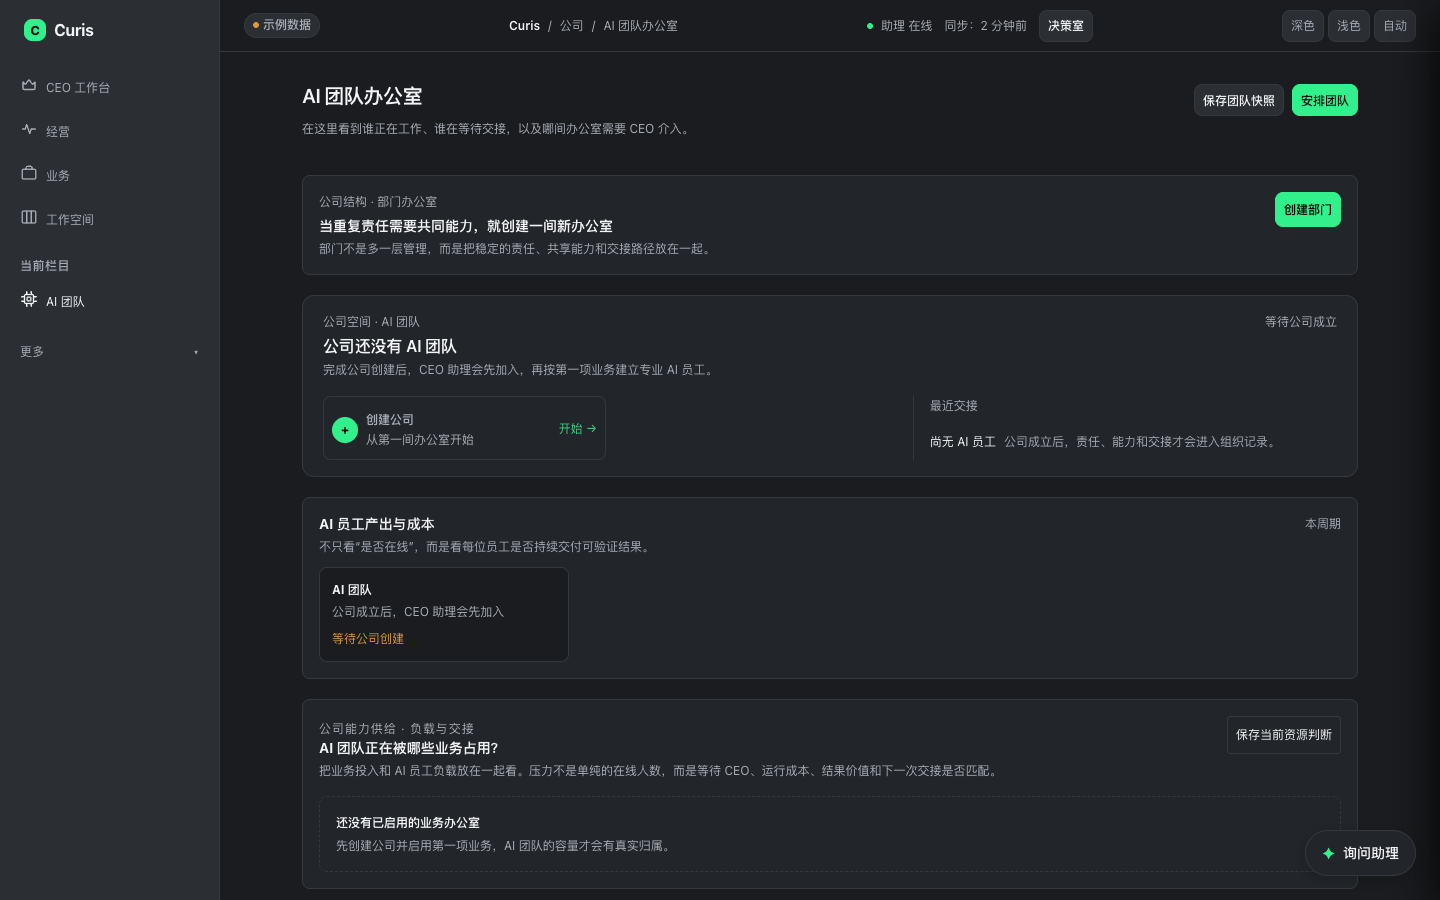 C Curis
CEO 工作台
经营
业务
工作空间
当前栏目
AI 团队
更多
示例数据
Curis / 公司 / AI 团队办公室
助理 在线 同步：2 分钟前 决策室
深色 浅色 自动
AI 团队办公室
在这里看到谁正在工作、谁在等待交接，以及哪间办公室需要 CEO 介入。
保存团队快照 安排团队
公司结构 · 部门办公室
当重复责任需要共同能力，就创建一间新办公室
部门不是多一层管理，而是把稳定的责任、共享能力和交接路径放在一起。
创建部门
公司空间 · AI 团队
等待公司成立
公司还没有 AI 团队
完成公司创建后，CEO 助理会先加入，再按第一项业务建立专业 AI 员工。
+ 创建公司
从第一间办公室开始
开始 →
最近交接
尚无 AI 员工 公司成立后，责任、能力和交接才会进入组织记录。
AI 员工产出与成本
本周期
不只看“是否在线”，而是看每位员工是否持续交付可验证结果。
AI 团队
公司成立后，CEO 助理会先加入
等待公司创建
公司能力供给 · 负载与交接
AI 团队正在被哪些业务占用？
把业务投入和 AI 员工负载放在一起看。压力不是单纯的在线人数，而是等待 CEO、运行成本、结果价值和下一次交接是否匹配。
保存当前资源判断
还没有已启用的业务办公室
先创建公司并启用第一项业务，AI 团队的容量才会有真实归属。
询问助理